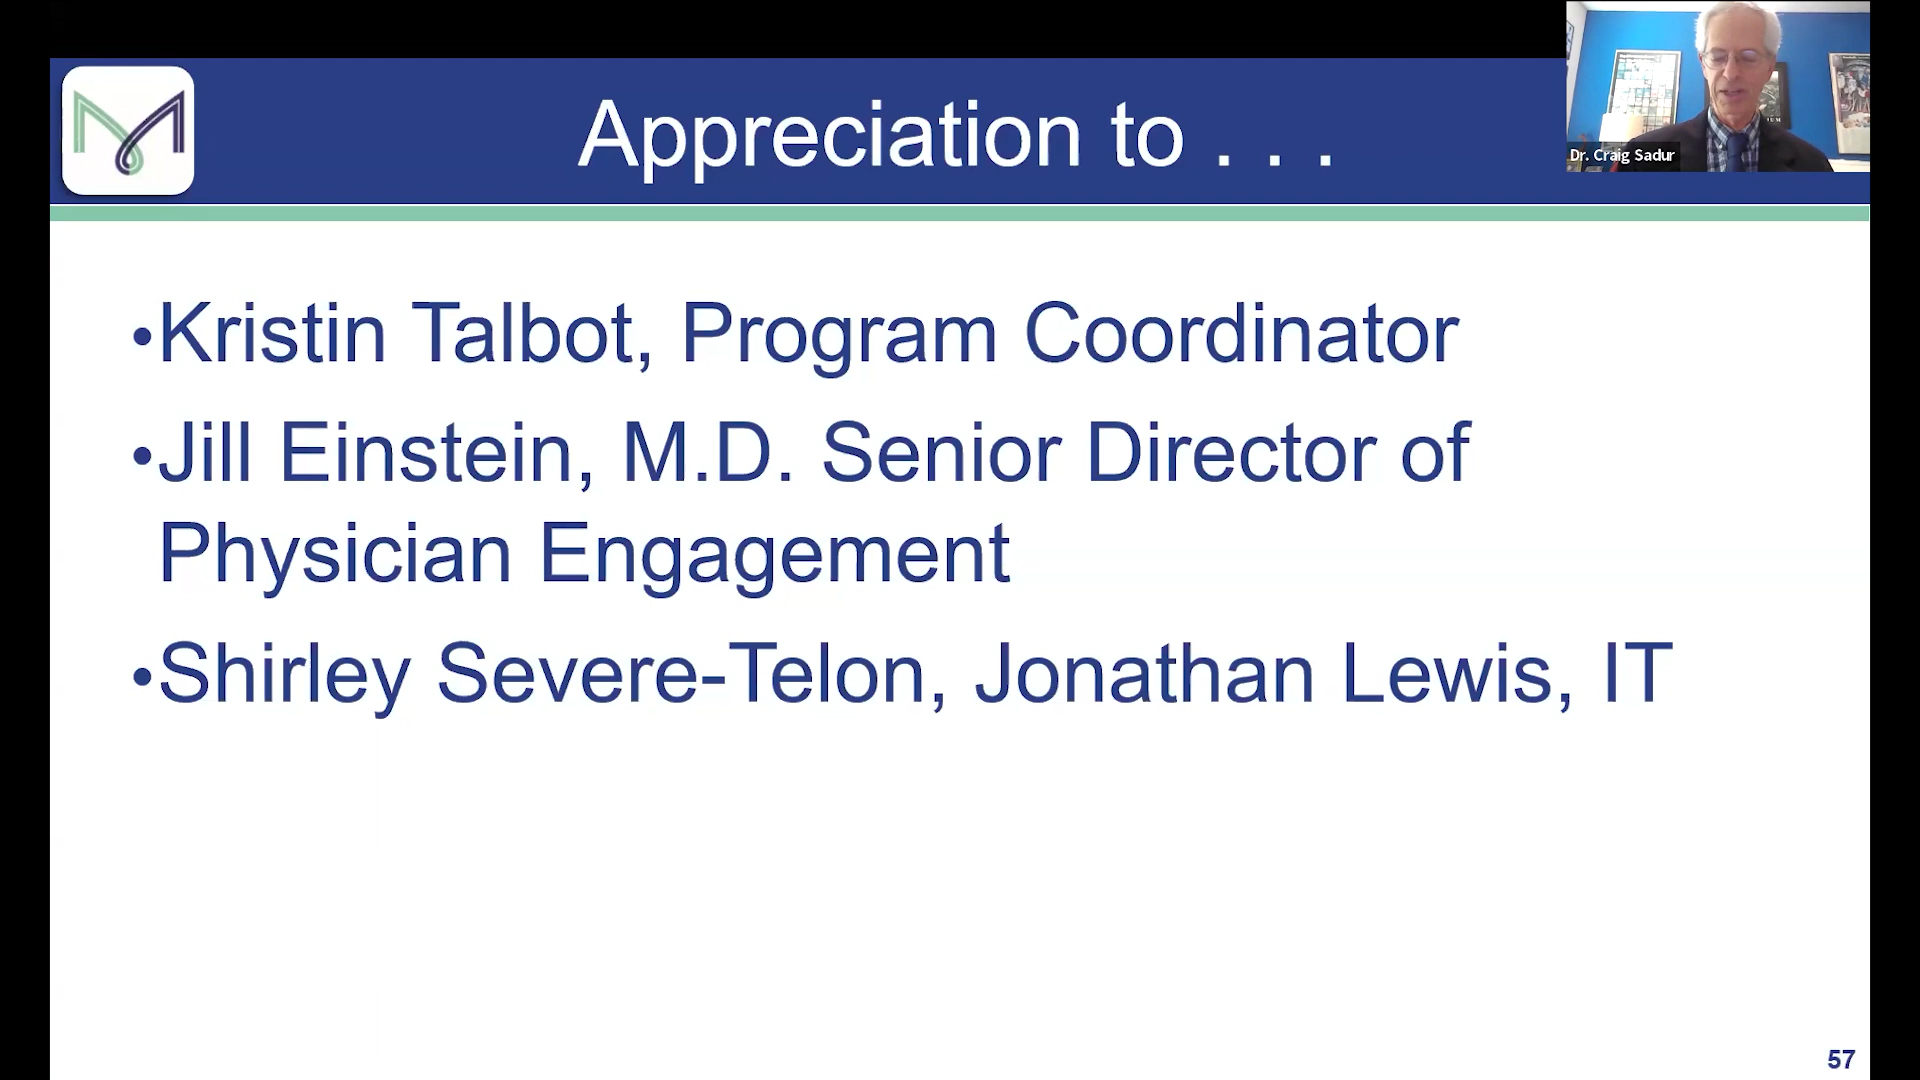 Appreciation to . . .
Dr. Craig Sadur
•Kristin Talbot, Program Coordinator
•Jill Einstein, M.D. Senior Director of
Physician Engagement
•Shirley Severe-Telon, Jonathan Lewis, IT
57